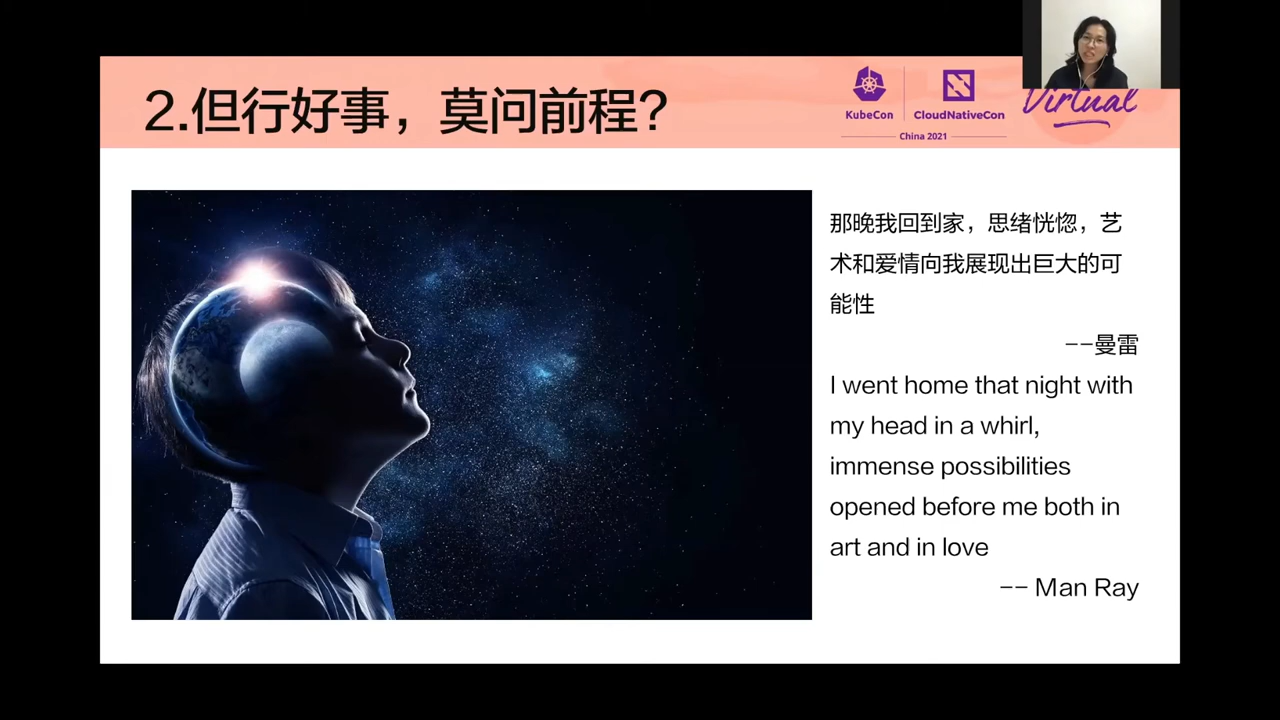 2.但行好事，莫问前程?
KubeCon
CloudNativeCon
China 2021
Virtual
那晚我回到家，思绪恍惚，艺
术和爱情向我展现出巨大的可
能性
--曼雷
I went home that night with
my head in a whirl,
immense possibilities
opened before me both in
art and in love
-- Man Ray